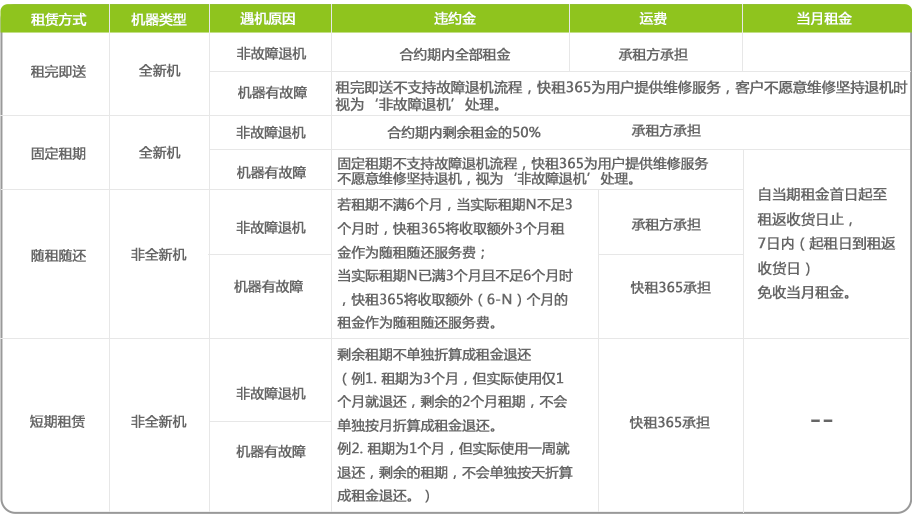 租赁方式 机器类型 遇机原因 违约金 运费 当月租金
租完即送 全新机 非故障退机 合约期内全部租金 承租方承担
机器有故障 租完即送不支持故障退机流程，快租365为用户提供维修服务，客户不愿意维修坚持退机时
视为‘非故障退机’处理。
固定租期 全新机 非故障退机 合约期内剩余租金的50% 承租方承担
机器有故障 固定租期不支持故障退机流程，快租365为用户提供维修服务
不愿意维修坚持退机，视为‘非故障退机’处理。
随租随还 非全新机 非故障退机
若租期不满6个月，当实际租期N不足3
个月时，快租365将收取额外3个月租
金作为随租随还服务费；
承租方承担
机器有故障
当实际租期N已满3个月且不足6个月时
，快租365将收取额外（6-N）个月的
租金作为随租随还服务费。
快租365承担
自当期租金首日起至
租返收货日止，
7日内（起租日到租返
收货日）
免收当月租金。
短期租赁 非全新机 非故障退机
机器有故障
剩余租期不单独折算成租金退还
（例1. 租期为3个月，但实际使用仅1
个月就退还，剩余的2个月租期，不会
单独按月折算成租金退还。
例2. 租期为1个月，但实际使用一周就
退还，剩余的租期，不会单独按天折算
成租金退还。）
快租365承担
--